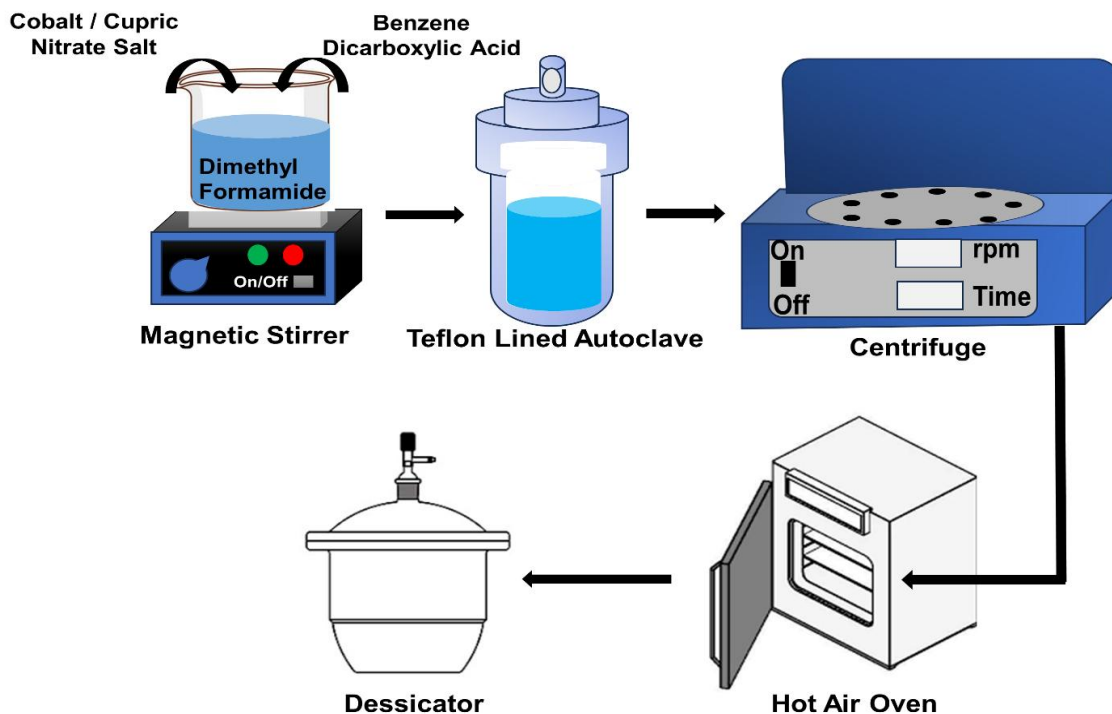 Cobalt / Cupric
Nitrate Salt
Benzene
Dicarboxylic Acid
Dimethyl
Formamide
On/Off
Magnetic Stirrer
Teflon Lined Autoclave
On
Off
rpm
Time
Centrifuge
Dessicator
Hot Air Oven